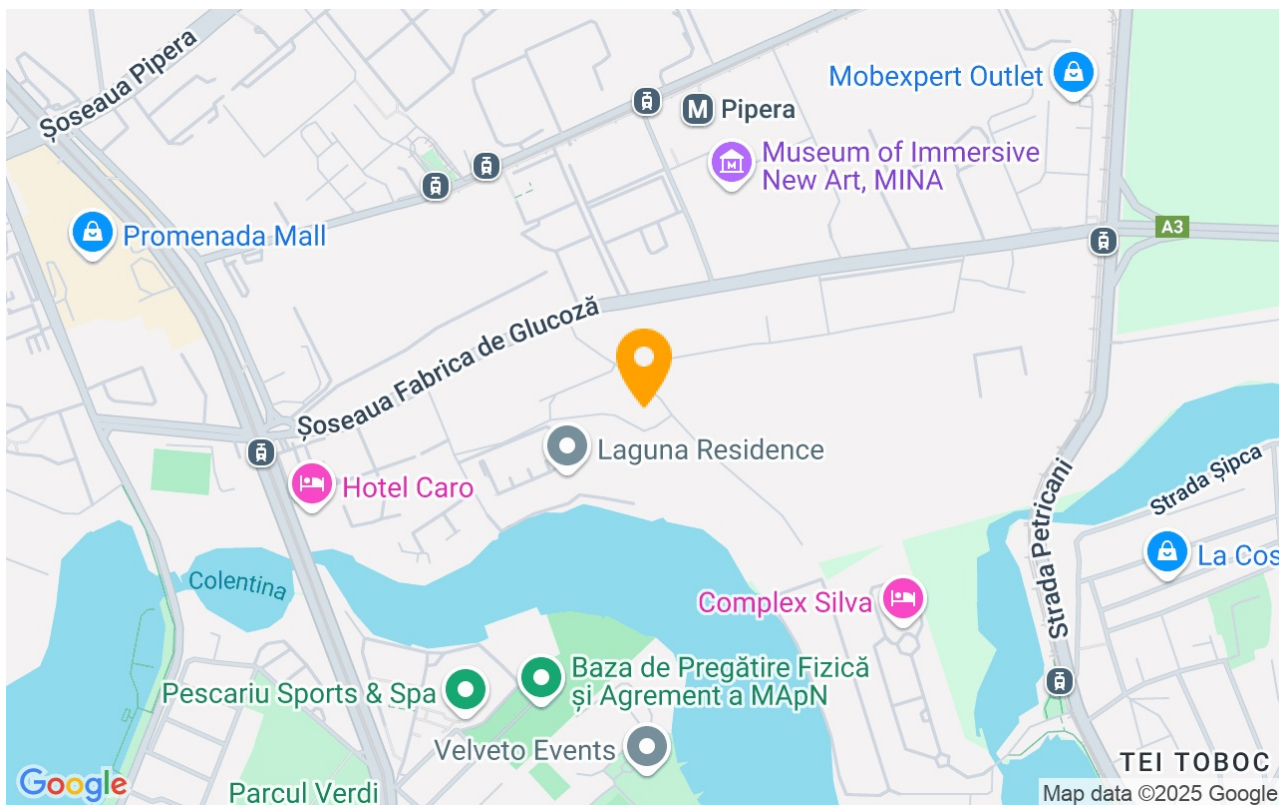 Șoseaua Pipera
Mobexpert Outlet
M Pipera
Museum of Immersive
New Art, MINA
M
A3
Promenada Mall
Șoseaua Fabrica de Glucoză
Laguna Residence
Hotel Caro
Strada Șipca
Strada Petricani
La Cos
Colentina
Complex Silva
Baza de Pregătire Fizică
și Agrement a MApN
Pescariu Sports & Spa
Velveto Events
TEI TOBOC
Google
Parcul Verdi
Map data ©2025 Google